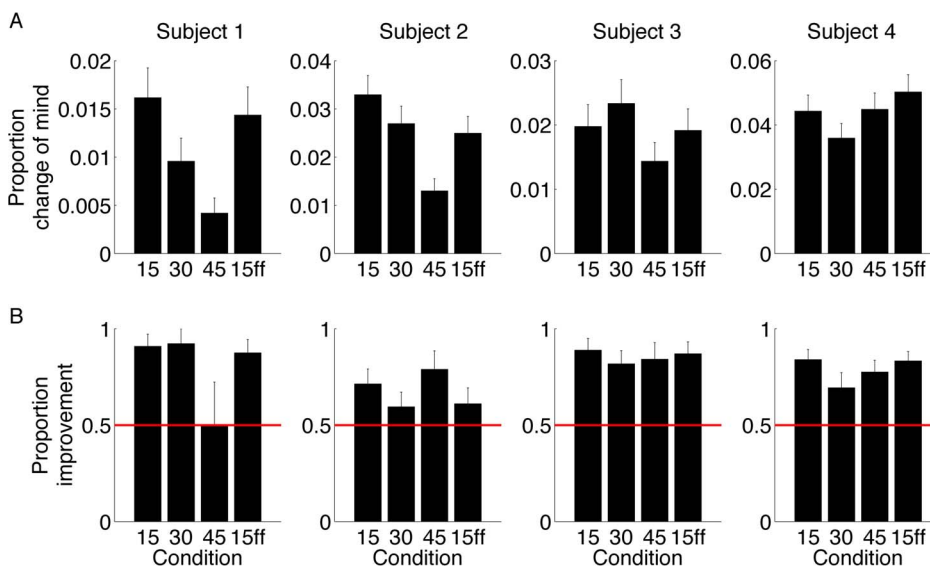 A
Subject 1 Subject 2 Subject 3 Subject 4
Proportion
change of mind
0.02 0.04 0.03 0.06
0.015 0.03 0.02 0.04
0.01 0.02 0.01 0.02
0.005 0.01
0 0 0 0
15 30 45 15ff 15 30 45 15ff 15 30 45 15ff 15 30 45 15ff
B
Proportion
improvement
1 1 1 1
0.5 0.5 0.5 0.5
0 0 0 0
15 30 45 15ff 15 30 45 15ff 15 30 45 15ff 15 30 45 15ff
Condition Condition Condition Condition